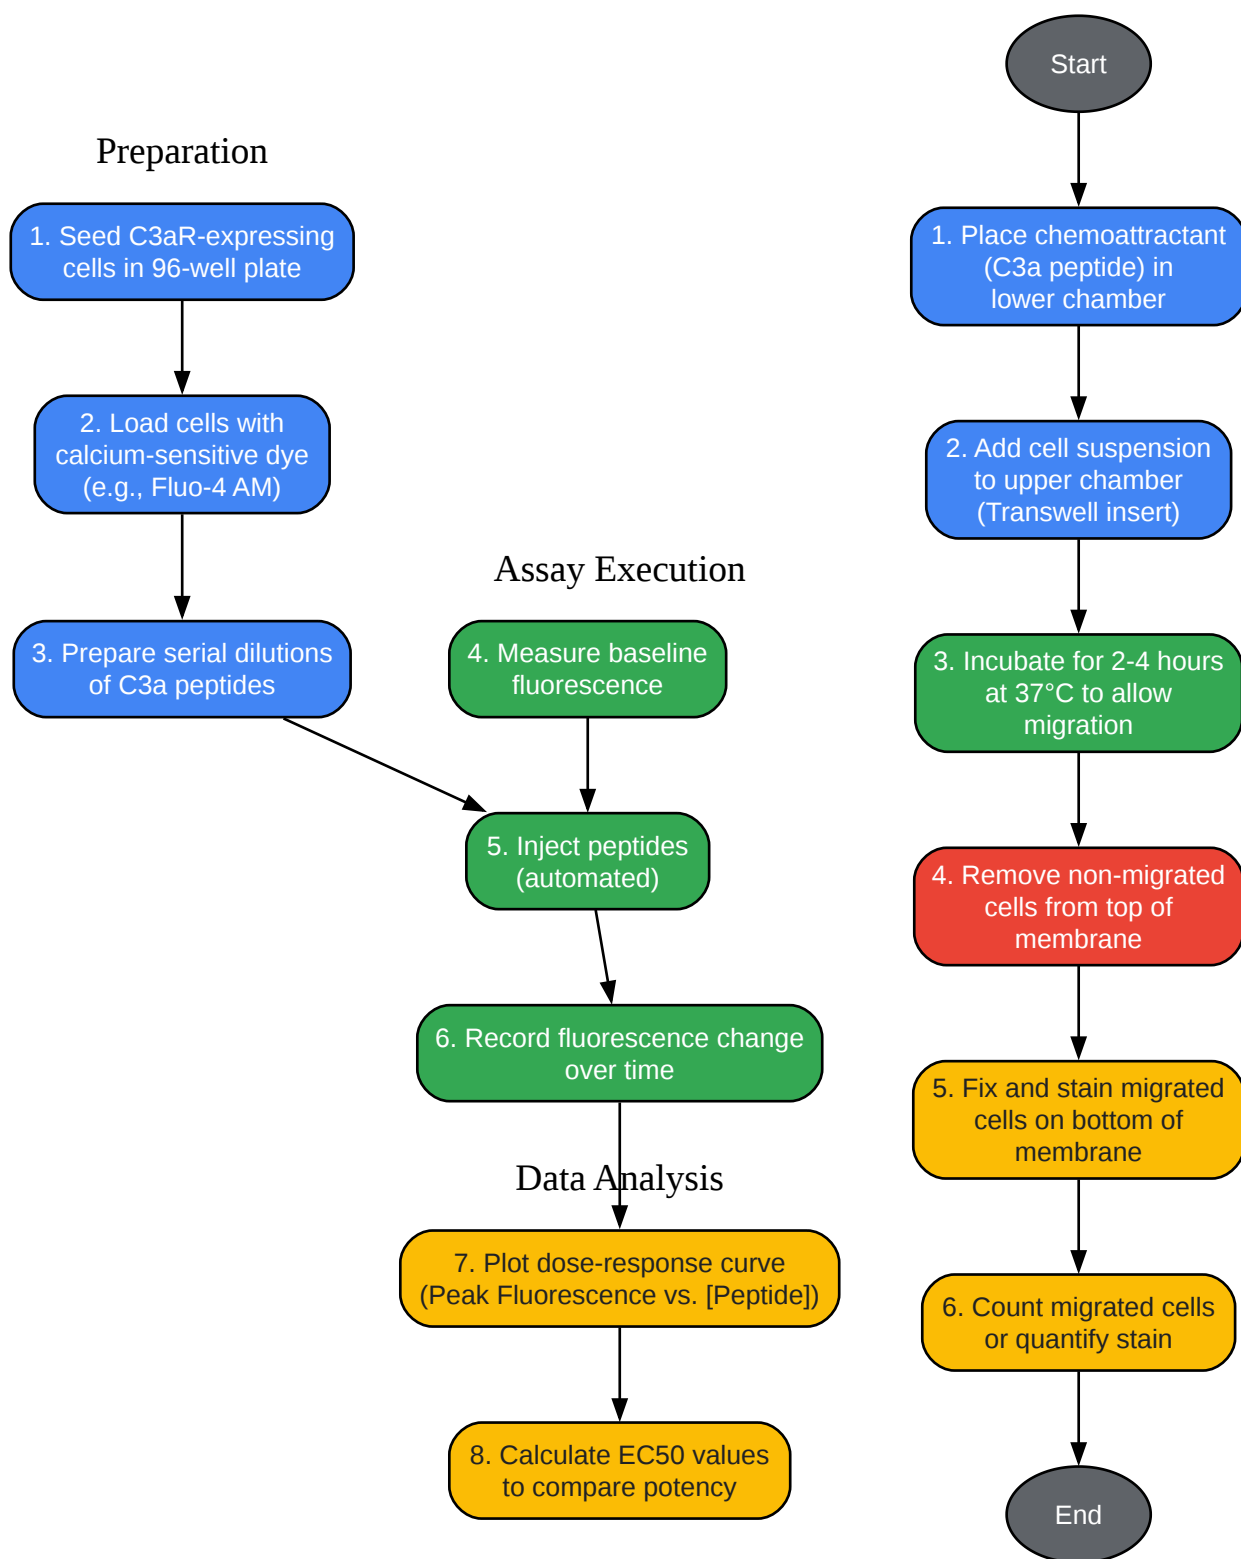 Preparation
1. Seed C3aR-expressing
cells in 96-well plate
2. Load cells with
calcium-sensitive dye
(e.g., Fluo-4 AM)
3. Prepare serial dilutions
of C3a peptides
Assay Execution
4. Measure baseline
fluorescence
5. Inject peptides
(automated)
6. Record fluorescence change
over time
Data Analysis
7. Plot dose-response curve
(Peak Fluorescence vs. [Peptide])
8. Calculate EC50 values
to compare potency
Start
1. Place chemoattractant
(C3a peptide) in
lower chamber
2. Add cell suspension
to upper chamber
(Transwell insert)
3. Incubate for 2-4 hours
at 37°C to allow
migration
4. Remove non-migrated
cells from top of
membrane
5. Fix and stain migrated
cells on bottom of
membrane
6. Count migrated cells
or quantify stain
End